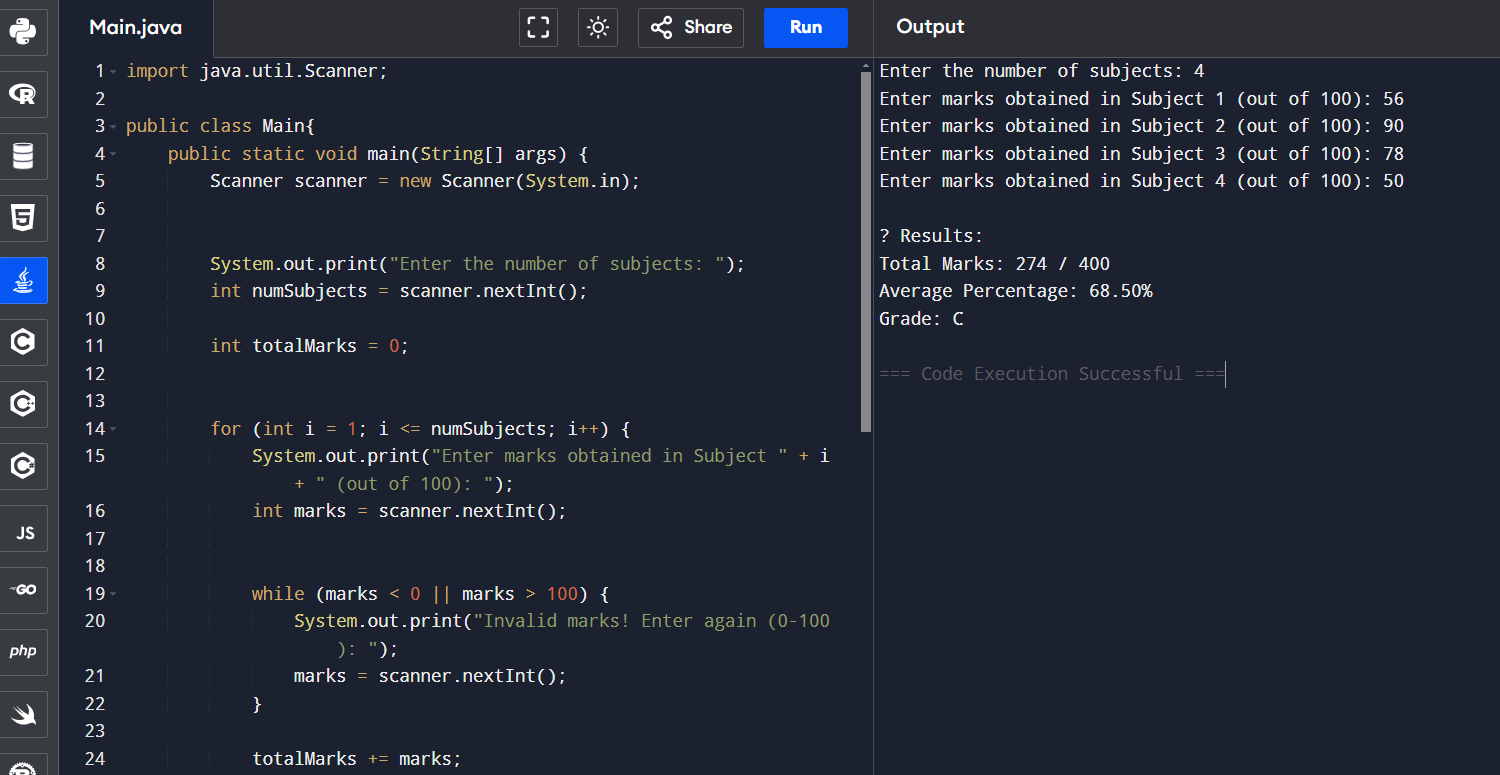 Main.java
Share
Run
Output
1 import java.util.Scanner;
2
3 public class Main{
4 public static void main(String[] args) {
5 Scanner scanner = new Scanner(System.in);
6
7
8 System.out.print("Enter the number of subjects: ");
9 int numSubjects = scanner.nextInt();
10
11 int totalMarks = 0;
12
13
14 for (int i = 1; i <= numSubjects; i++) {
15 System.out.print("Enter marks obtained in Subject " + i
+ " (out of 100): ");
16 int marks = scanner.nextInt();
17
18
19 while (marks < 0 || marks > 100) {
20 System.out.print("Invalid marks! Enter again (0-100
): ");
21 marks = scanner.nextInt();
22 }
23
24 totalMarks += marks;
Enter the number of subjects: 4
Enter marks obtained in Subject 1 (out of 100): 56
Enter marks obtained in Subject 2 (out of 100): 90
Enter marks obtained in Subject 3 (out of 100): 78
Enter marks obtained in Subject 4 (out of 100): 50
? Results:
Total Marks: 274 / 400
Average Percentage: 68.50%
Grade: C
=== Code Execution Successful ===
R
5
C
C++
C#
JS
GO
php
R